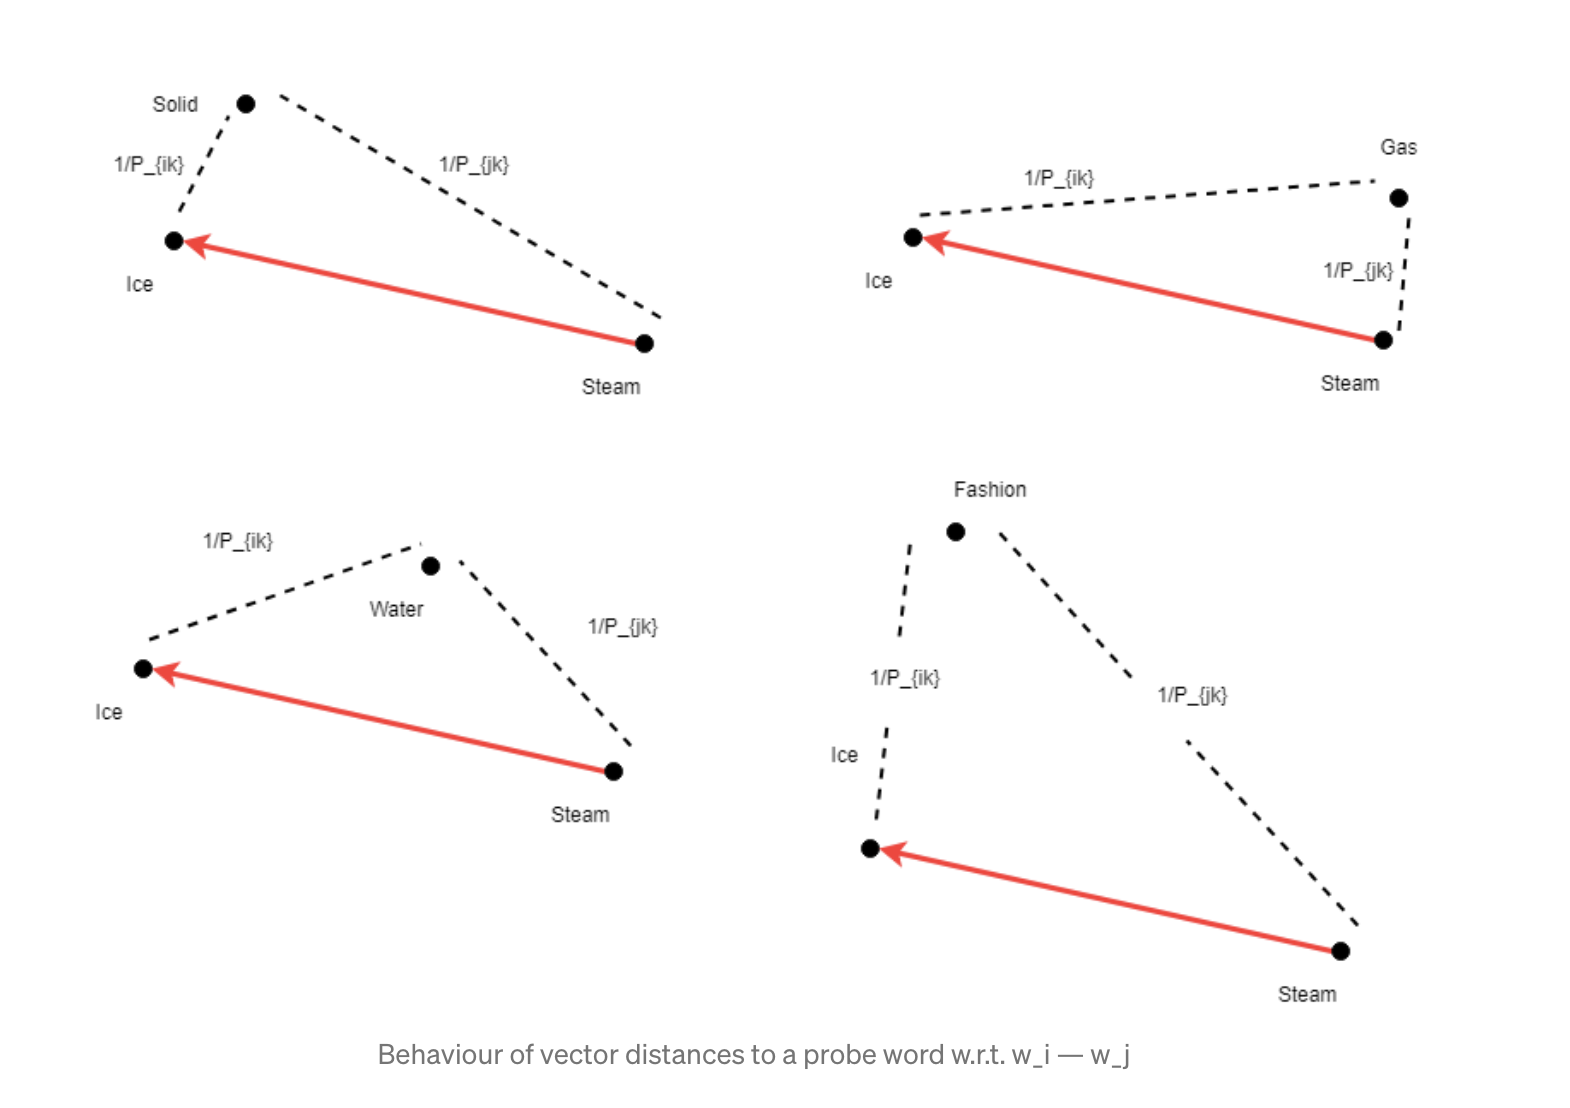 Solid
1/P_{ik}
1/P_{jk}
Ice
Steam
Gas
1/P_{ik}
1/P_{jk}
Ice
Steam
1/P_{ik}
Water
1/P_{jk}
Ice
Steam
Fashion
1/P_{ik}
1/P_{jk}
Ice
Steam
Behaviour of vector distances to a probe word w.r.t. w_i — w_j